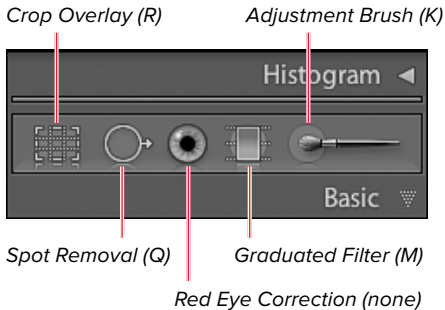 Crop Overlay (R) Adjustment Brush (K)
Histogram
Basic
Spot Removal (Q) Graduated Filter (M)
Red Eye Correction (none)